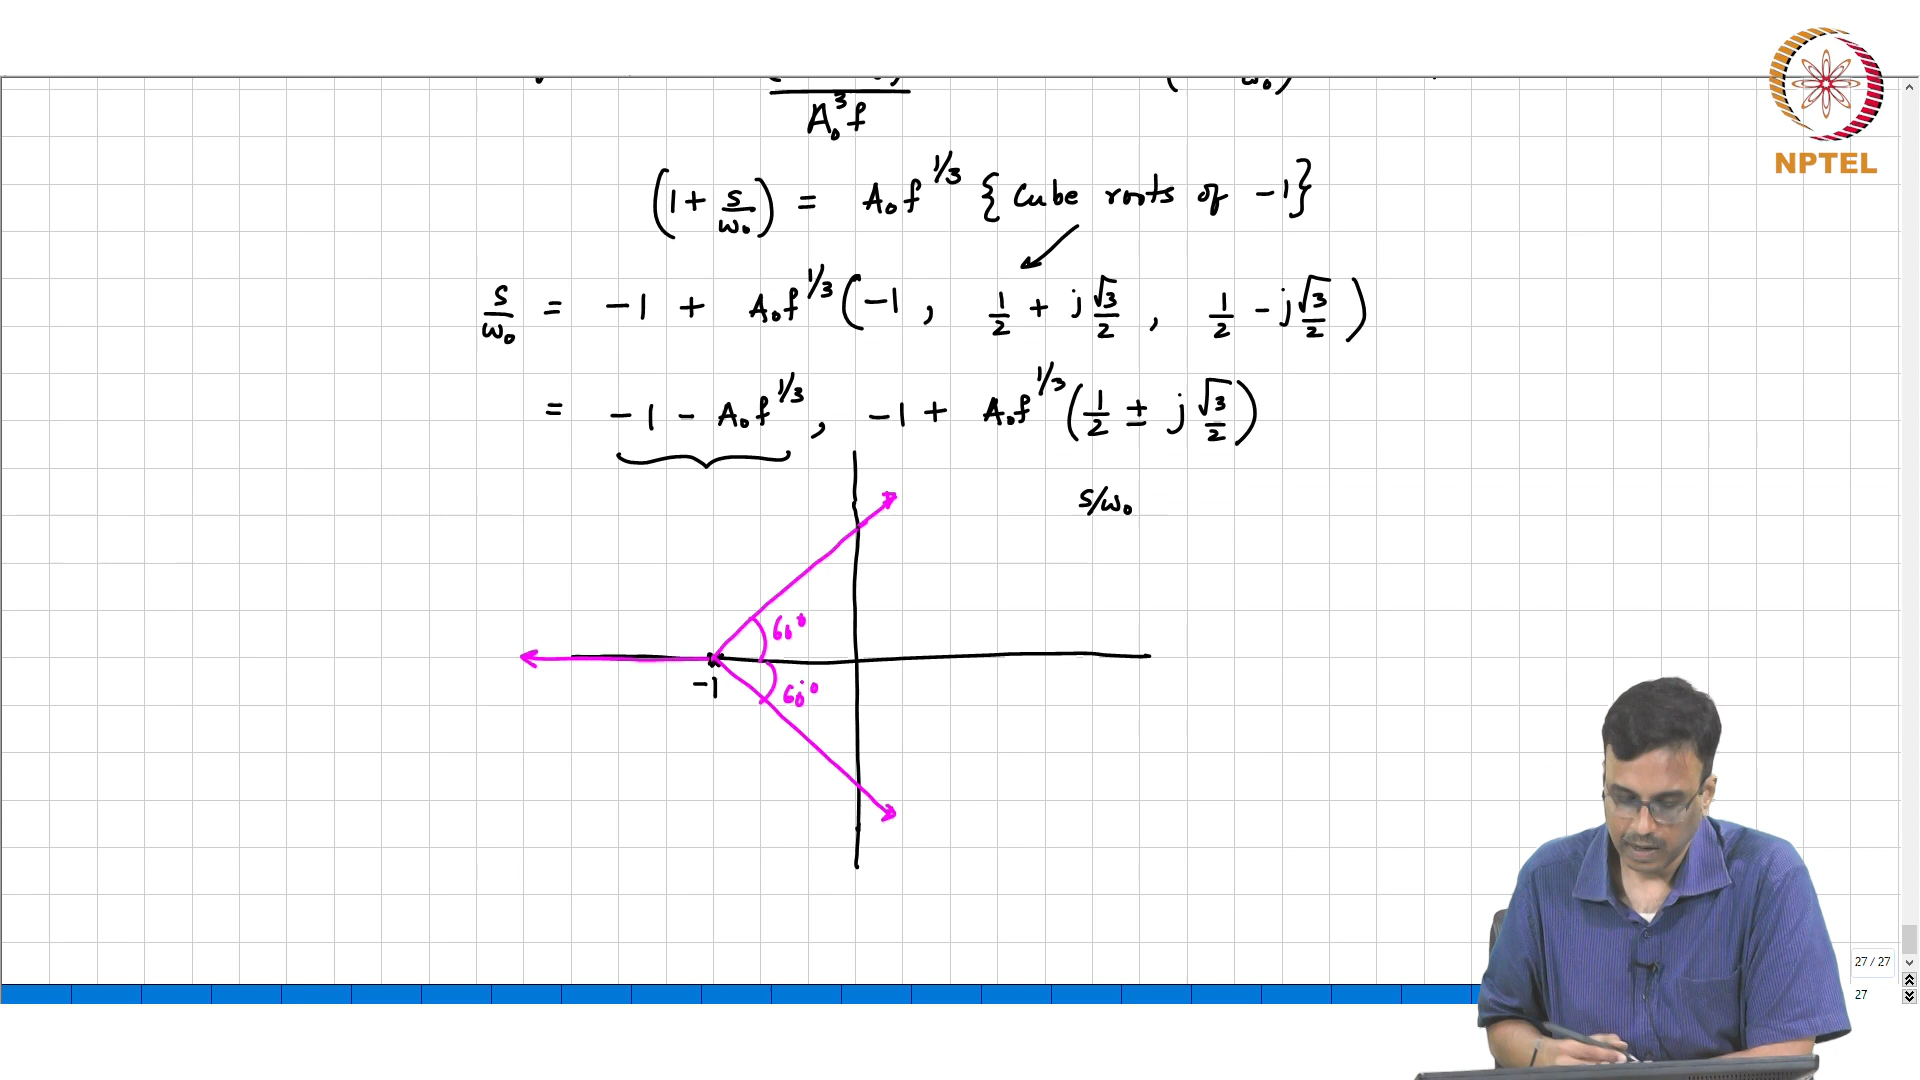 A₀³f
(1 + s/ω₀) = A₀f^1/3 {Cube roots of -1}
s/ω₀ = -1 + A₀f^1/3 (-1, 1/2 + j√3/2, 1/2 - j√3/2)
= -1 - A₀f^1/3, -1 + A₀f^1/3 (1/2 ± j√3/2)
s/ω₀
60°
-1
60°
NPTEL
27 / 27
27